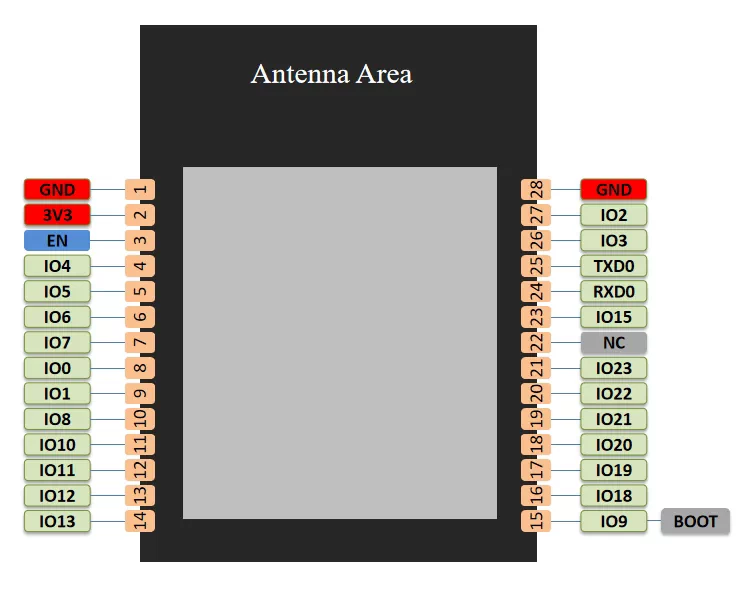 Antenna Area
GND 1 28 GND
3V3 2 27 IO2
EN 3 26 IO3
IO4 4 25 TXD0
IO5 5 24 RXD0
IO6 6 23 IO15
IO7 7 22 NC
IO0 8 21 IO23
IO1 9 20 IO22
IO8 10 19 IO21
IO10 11 18 IO20
IO11 12 17 IO19
IO12 13 16 IO18
IO13 14 15 IO9 BOOT